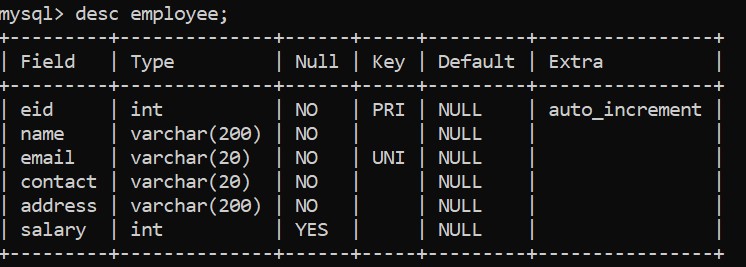 mysql> desc employee;
+---------+--------------+------+-----+---------+----------------+
| Field   | Type         | Null | Key | Default | Extra          |
+---------+--------------+------+-----+---------+----------------+
| eid     | int          | NO   | PRI | NULL    | auto_increment |
| name    | varchar(200) | NO   |     | NULL    |                |
| email   | varchar(20)  | NO   | UNI | NULL    |                |
| contact | varchar(20)  | NO   |     | NULL    |                |
| address | varchar(200) | NO   |     | NULL    |                |
| salary  | int          | YES  |     | NULL    |                |
+---------+--------------+------+-----+---------+----------------+